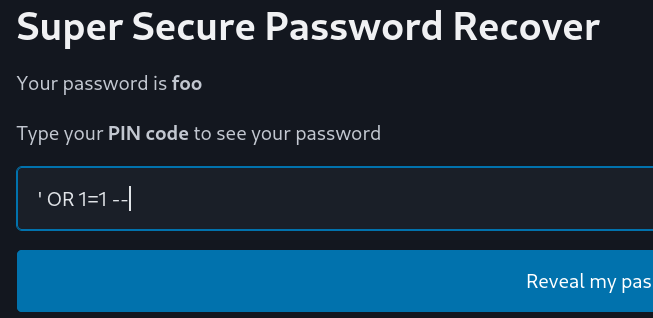 Super Secure Password Recover
Your password is foo
Type your PIN code to see your password
' OR 1=1 --
Reveal my pas